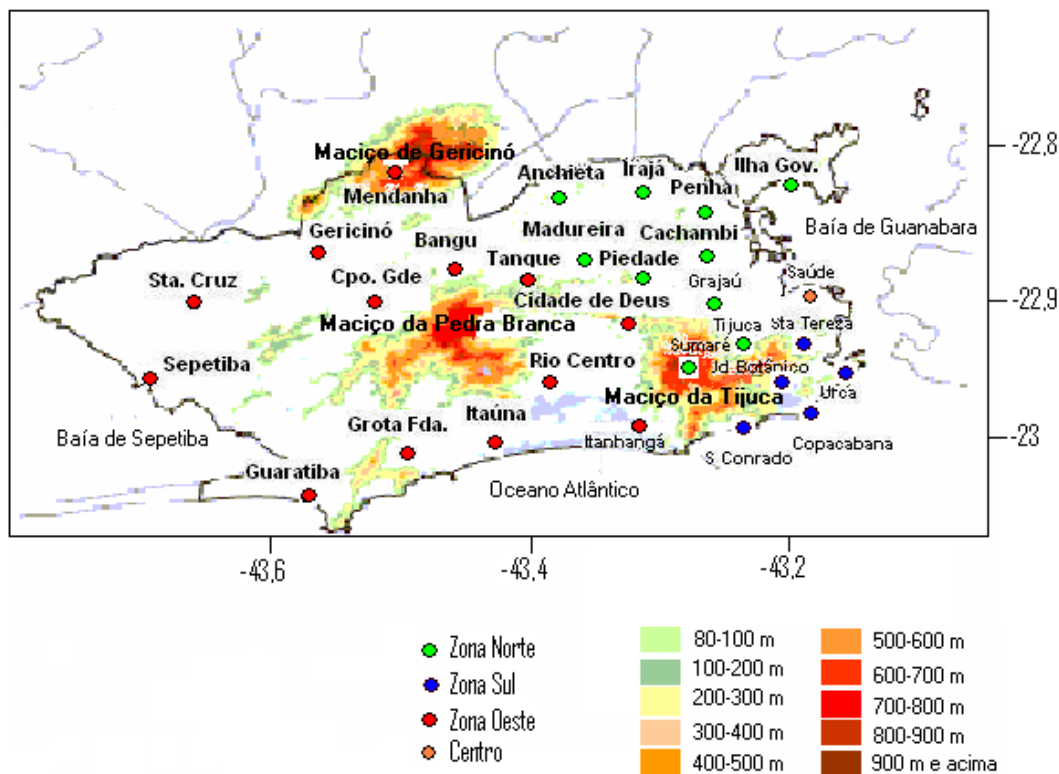 -22,8
Maciço de Gericinó
Anchieta
Irajá
Ilha Gov.
Penha
Mendanha
Gericinó
Bangu
Madureira
Cachambi
Baía de Guanabara
Sta. Cruz
Cpo. Gde
Tanque
Piedade
Grajaú
Saúde
-22,9
Cidade de Deus
Maciço da Pedra Branca
Tijuca
Sta Tereza
Sumaré
Sepetiba
Rio Centro
Jd. Botânico
Maciço da Tijuca
Urca
Itaúna
Grota Fda.
Baía de Sepetiba
Itanhangá
Copacabana
-23
S.Conrado
Guaratiba
Oceano Atlântico
-43,6
-43,4
-43,2
Zona Norte
Zona Sul
Zona Oeste
Centro
80-100 m
100-200 m
200-300 m
300-400 m
400-500 m
500-600 m
600-700 m
700-800 m
800-900 m
900 m e acima